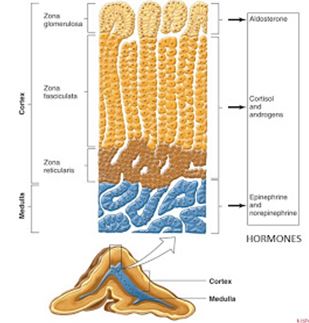 Zona
glomerulosa
Aldosterone
Zona
fasciculata
Cortex
Cortisol
and
androgens
Zona
reticularis
Medulla
Epinephrine
and
norepinephrine
HORMONES
Cortex
Medulla